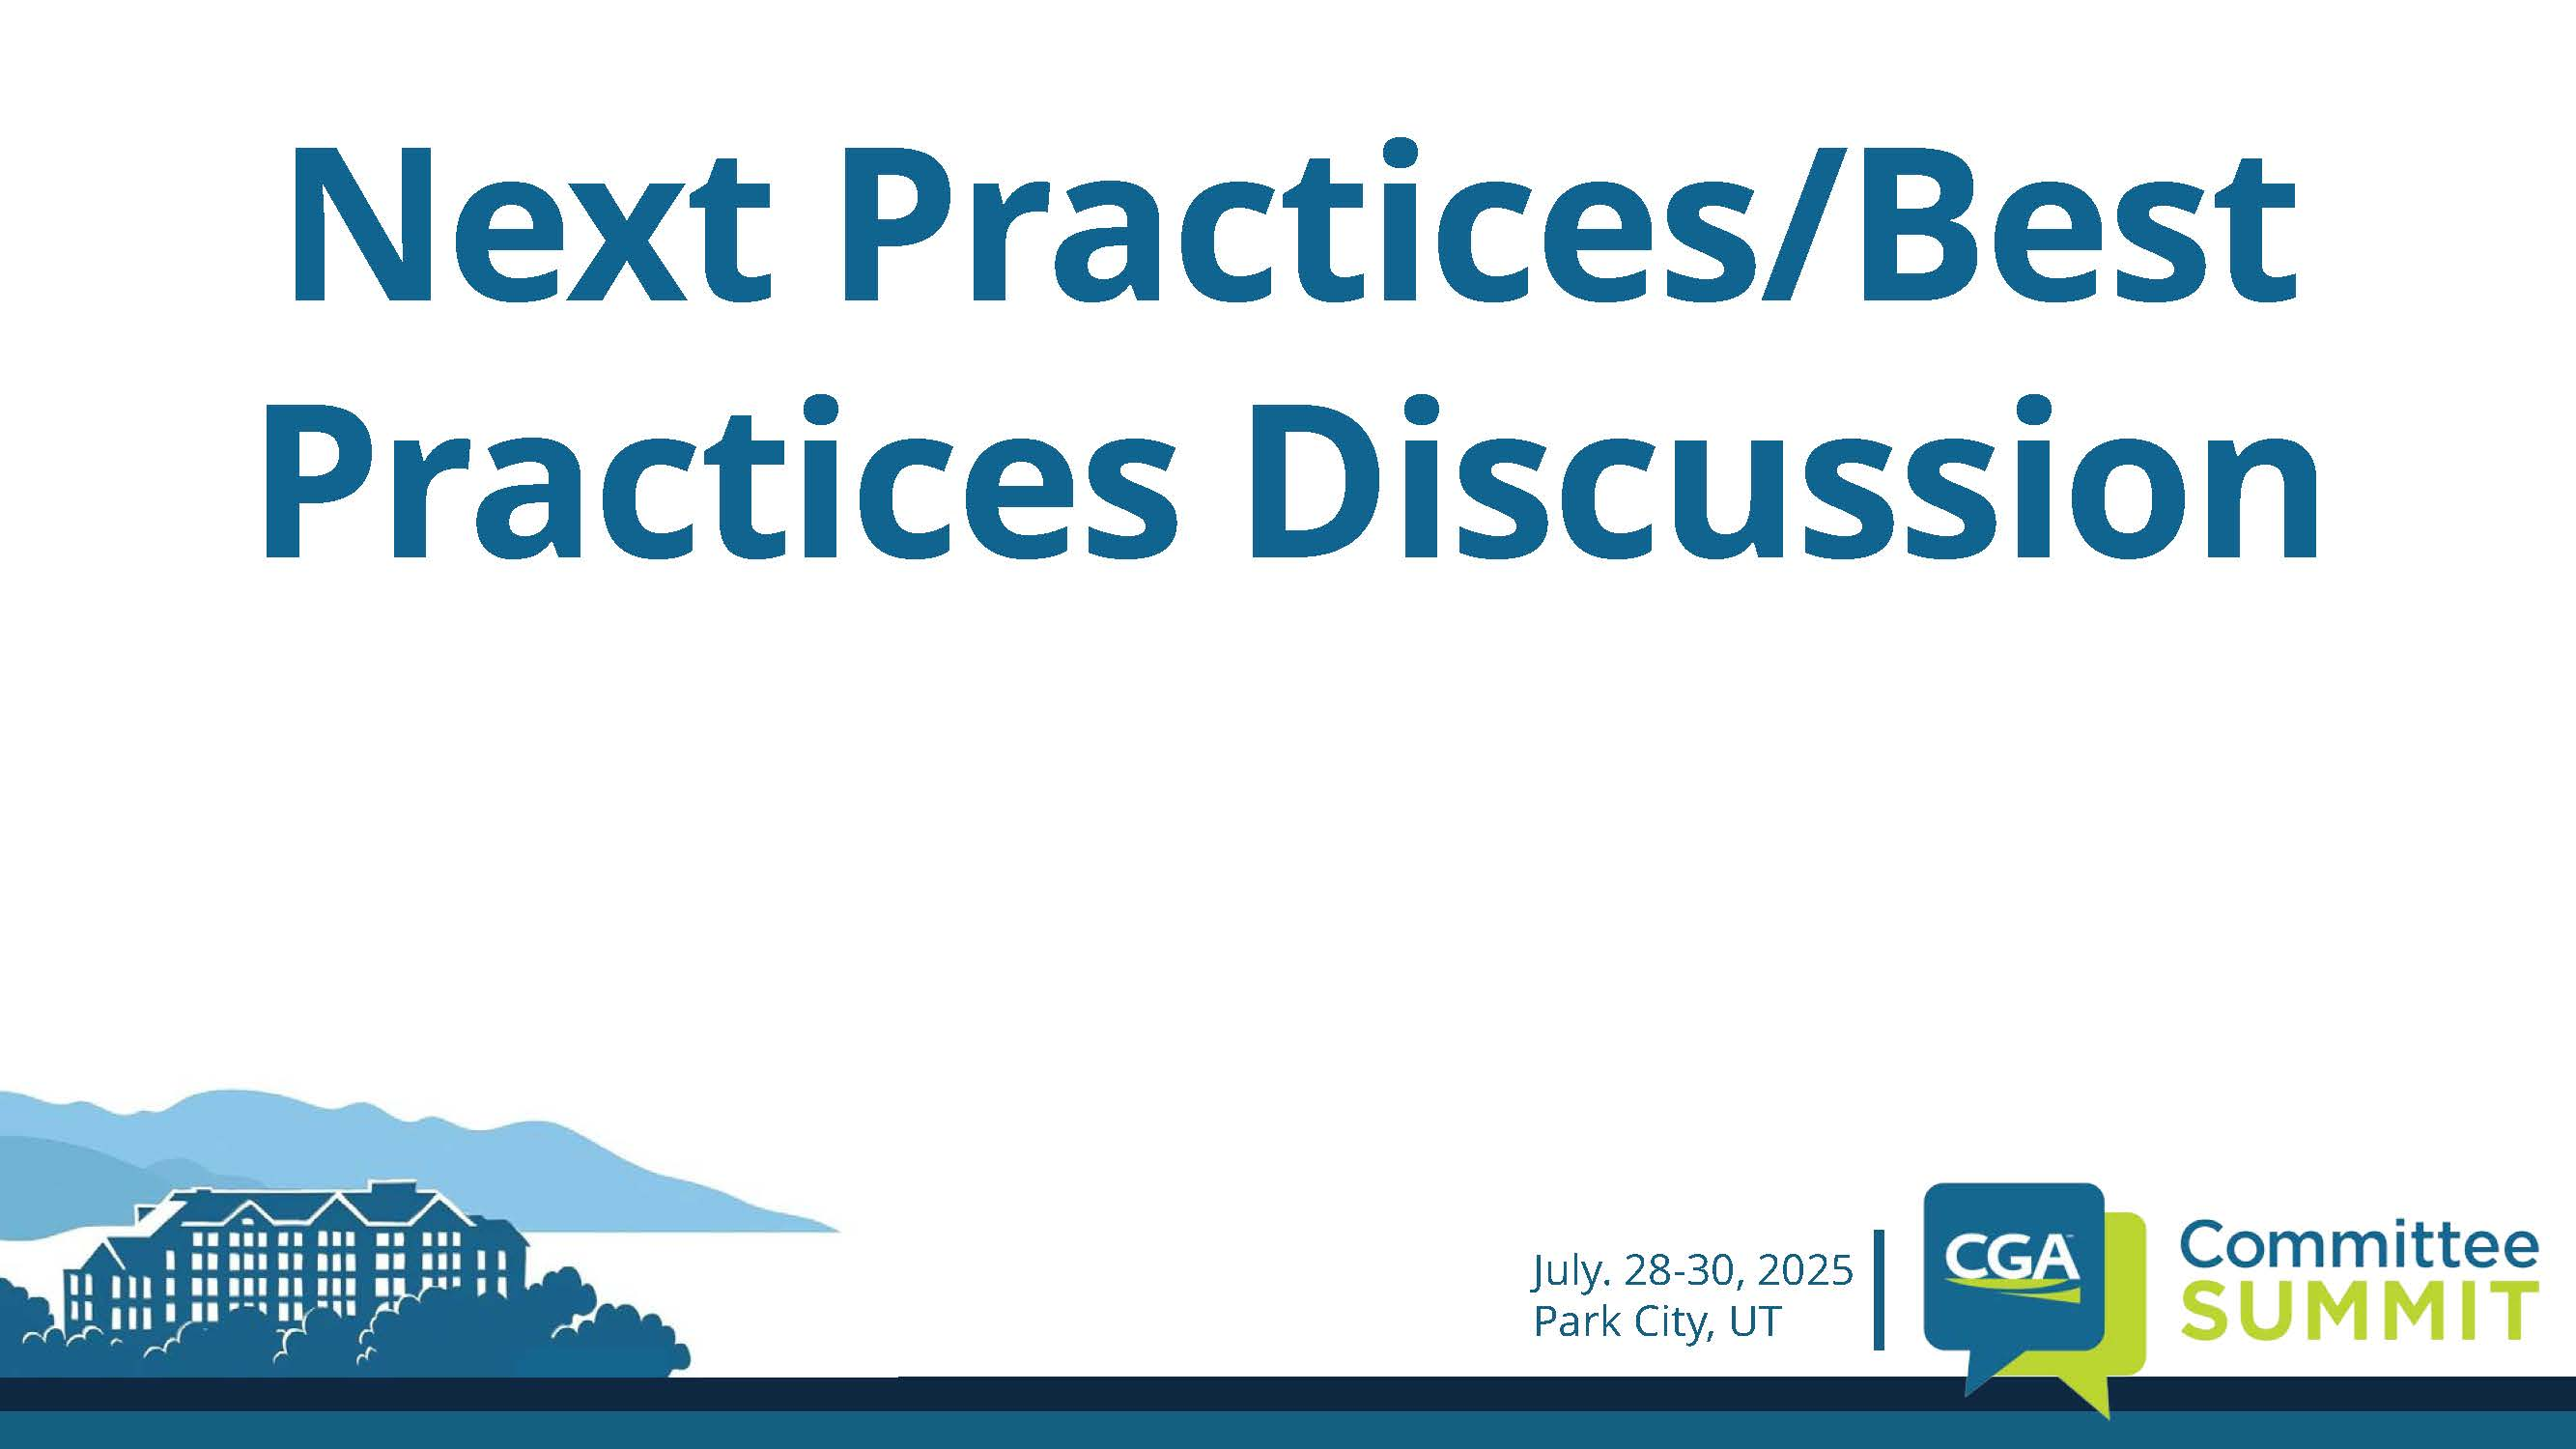 Next Practices/Best
Practices Discussion
July. 28-30, 2025
Park City, UT
CGA
Committee
SUMMIT